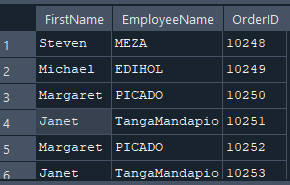 FirstName EmployeeName OrderID
1 Steven MEZA 10248
2 Michael EDIHOL 10249
3 Margaret PICADO 10250
4 Janet TangaMandapio 10251
5 Margaret PICADO 10252
6 Janet TangaMandapio 10253